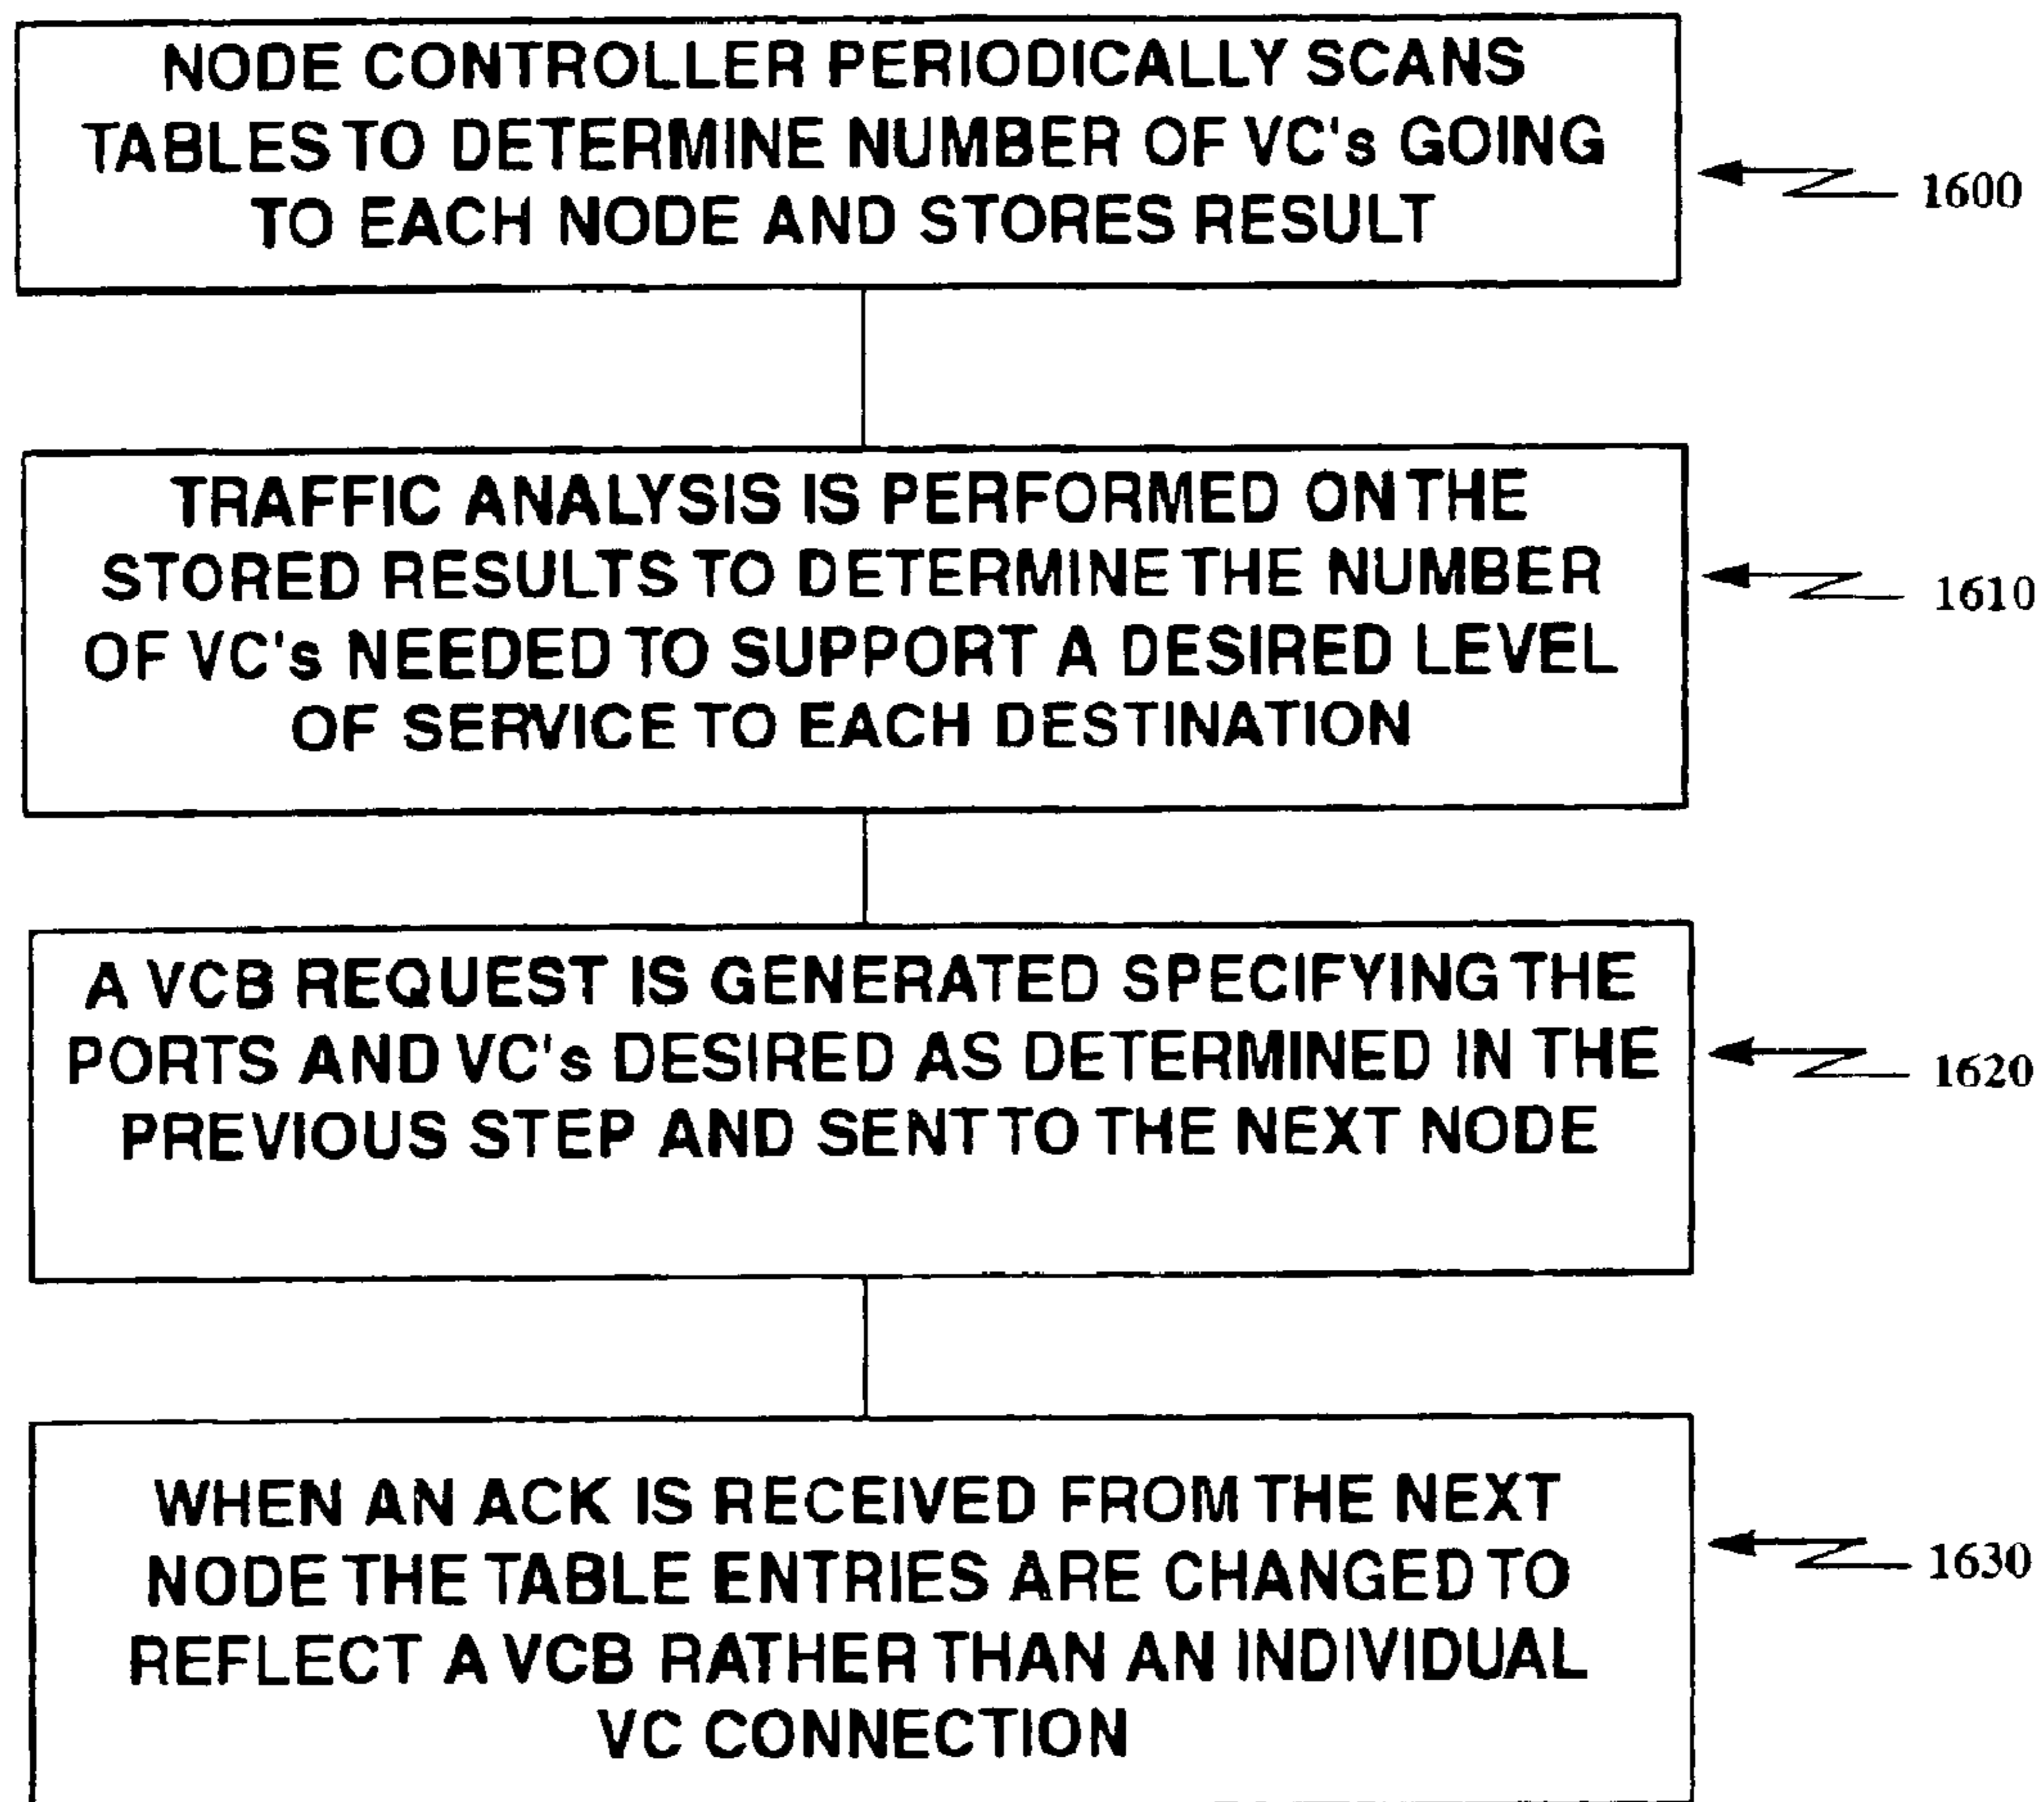 NODE CONTROLLER PERIODICALLY SCANS
TABLES TO DETERMINE NUMBER OF VC's GOING
TO EACH NODE AND STORES RESULT
1600
TRAFFIC ANALYSIS IS PERFORMED ON THE
STORED RESULTS TO DETERMINE THE NUMBER
OF VC's NEEDED TO SUPPORT A DESIRED LEVEL
OF SERVICE TO EACH DESTINATION
1610
A VCB REQUEST IS GENERATED SPECIFYING THE
PORTS AND VC's DESIRED AS DETERMINED IN THE
PREVIOUS STEP AND SENT TO THE NEXT NODE
1620
WHEN AN ACK IS RECEIVED FROM THE NEXT
NODE THE TABLE ENTRIES ARE CHANGED TO
REFLECT A VCB RATHER THAN AN INDIVIDUAL
VC CONNECTION
1630